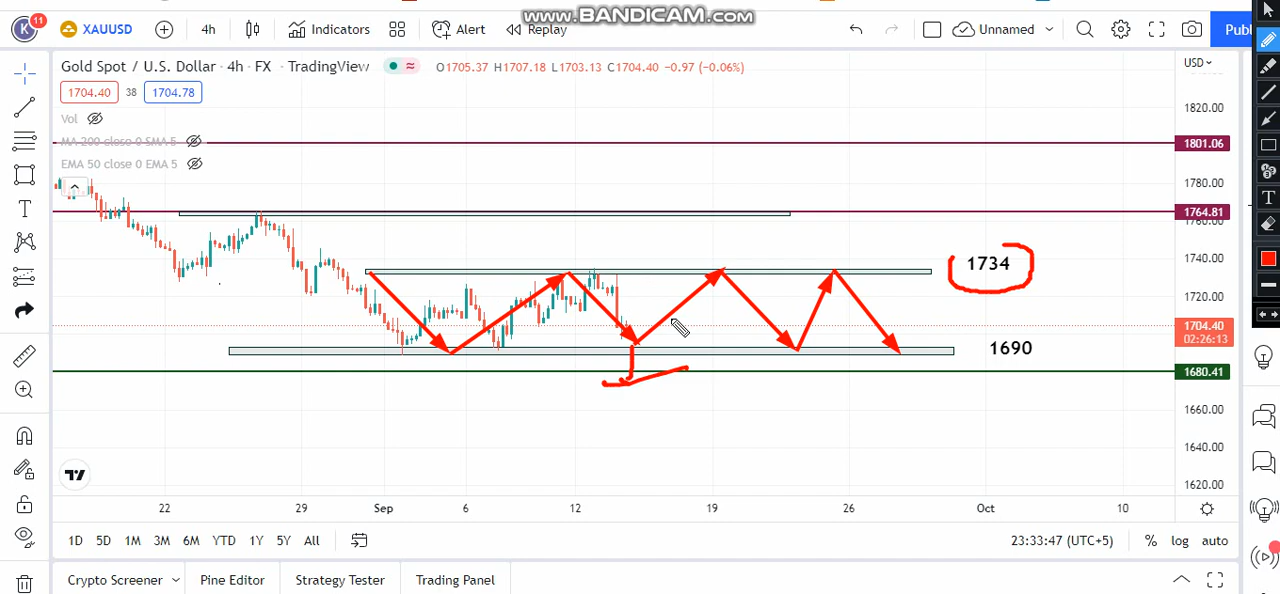 www.BANDICAM.com
K 11 XAUUSD 4h Indicators Alert Replay Unnamed Publ
Gold Spot / U.S. Dollar · 4h · FX · TradingView O1705.37 H1707.18 L1703.13 C1704.40 −0.97 (−0.06%) USD
1704.40 38 1704.78
Vol
MA 200 close 0 SMA 5
EMA 50 close 0 EMA 5
1820.00
1801.06
1780.00
1764.81
1760.00
1740.00
1720.00
1704.40
02:26:13
1680.41
1660.00
1640.00
1620.00
1734
1690
22 29 Sep 6 12 19 26 Oct 10
1D 5D 1M 3M 6M YTD 1Y 5Y All 23:33:47 (UTC+5) % log auto
Crypto Screener Pine Editor Strategy Tester Trading Panel